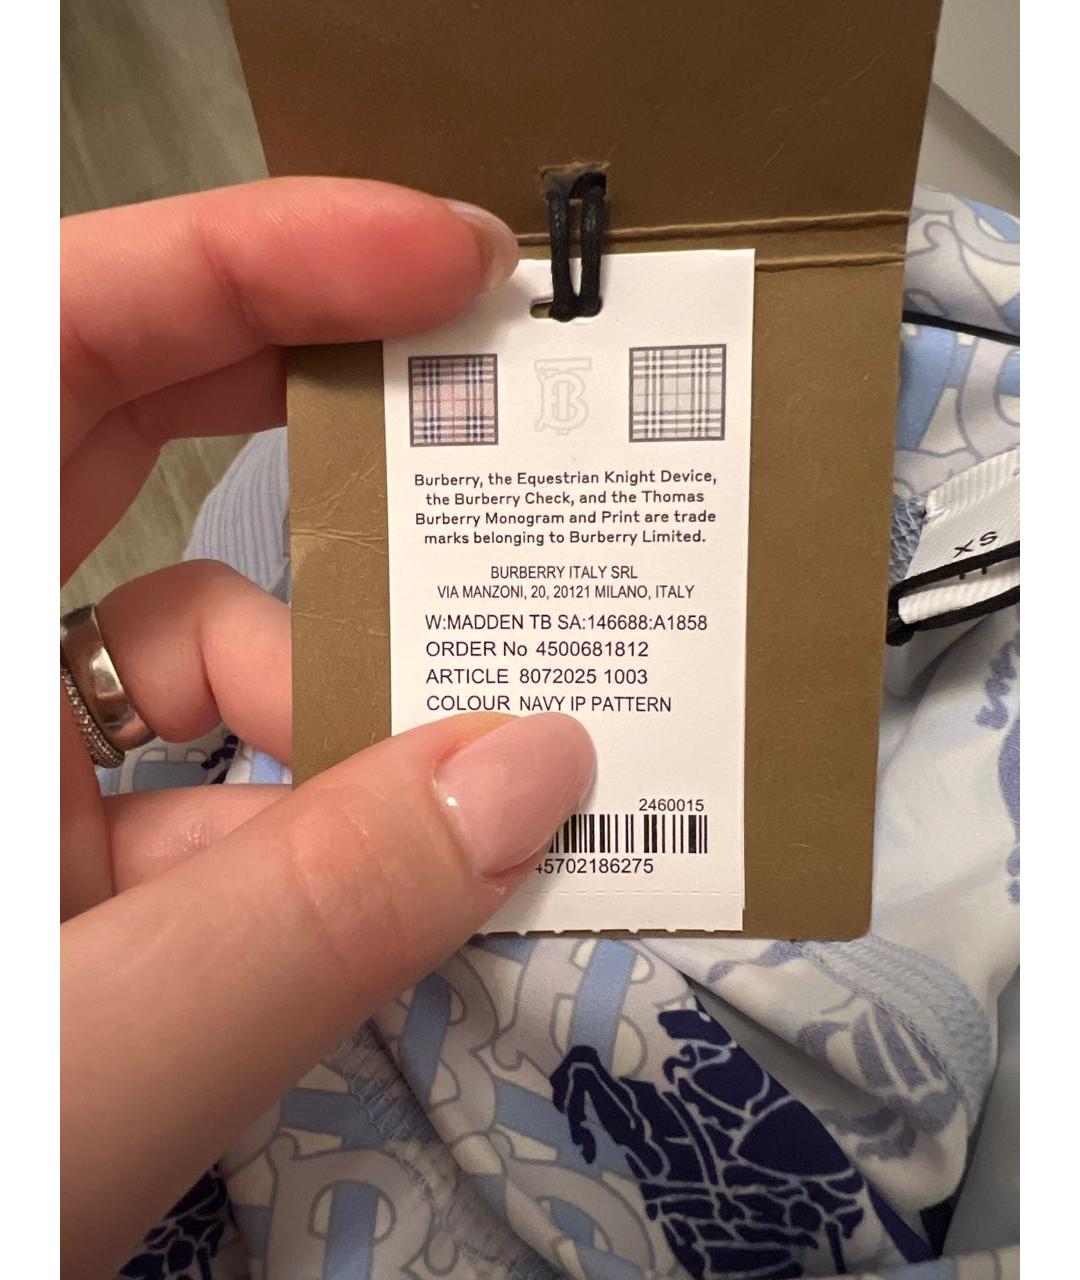 Burberry, the Equestrian Knight Device,
the Burberry Check, and the Thomas
Burberry Monogram and Print are trade
marks belonging to Burberry Limited.
BURBERRY ITALY SRL
VIA MANZONI, 20, 20121 MILANO, ITALY
W:MADDEN TB SA:146688:A1858
ORDER No 4500681812
ARTICLE 8072025 1003
COLOUR NAVY IP PATTERN
2460015
45702186275
XS